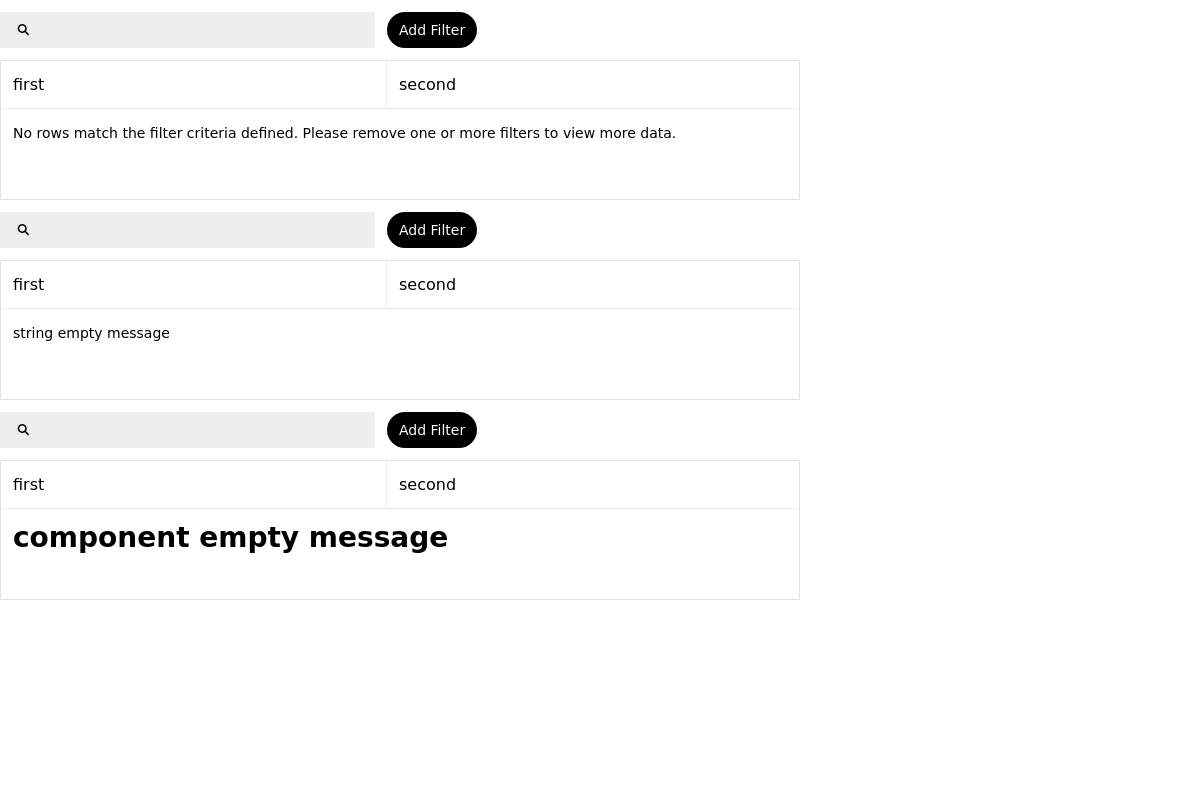 Add Filter
first second
No rows match the filter criteria defined. Please remove one or more filters to view more data.
Add Filter
first second
string empty message
Add Filter
first second
component empty message